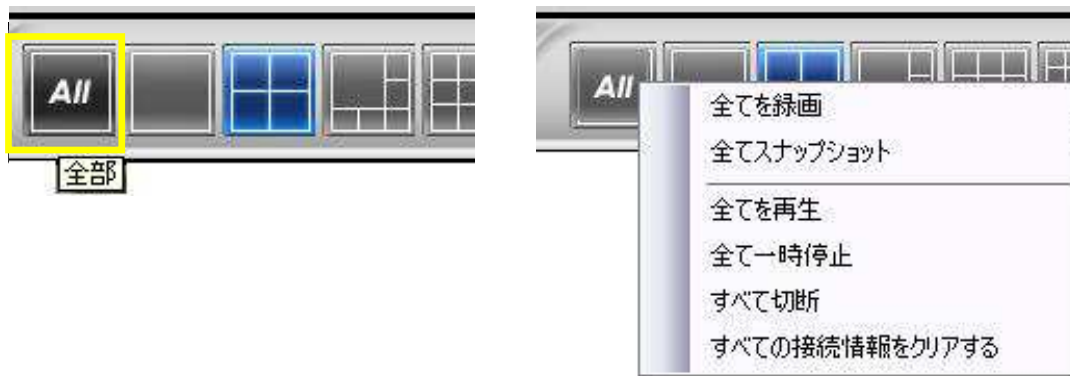 All
全部
All
全てを録画
全てスナップショット
全てを再生
全て一時停止
すべて切断
すべての接続情報をクリアする